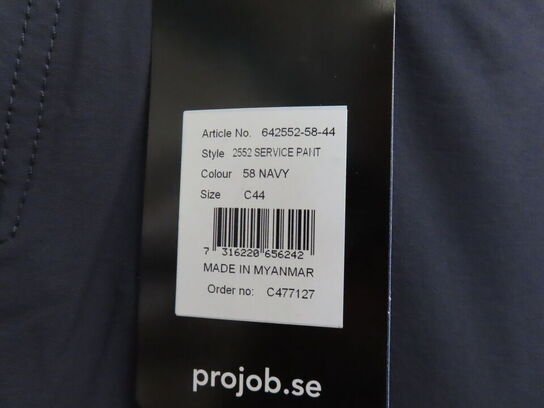 Article No. 642552-58-44
Style 2552 SERVICE PANT
Colour 58 NAVY
Size C44
7 316220 656242
MADE IN MYANMAR
Order no: C477127
projob.se